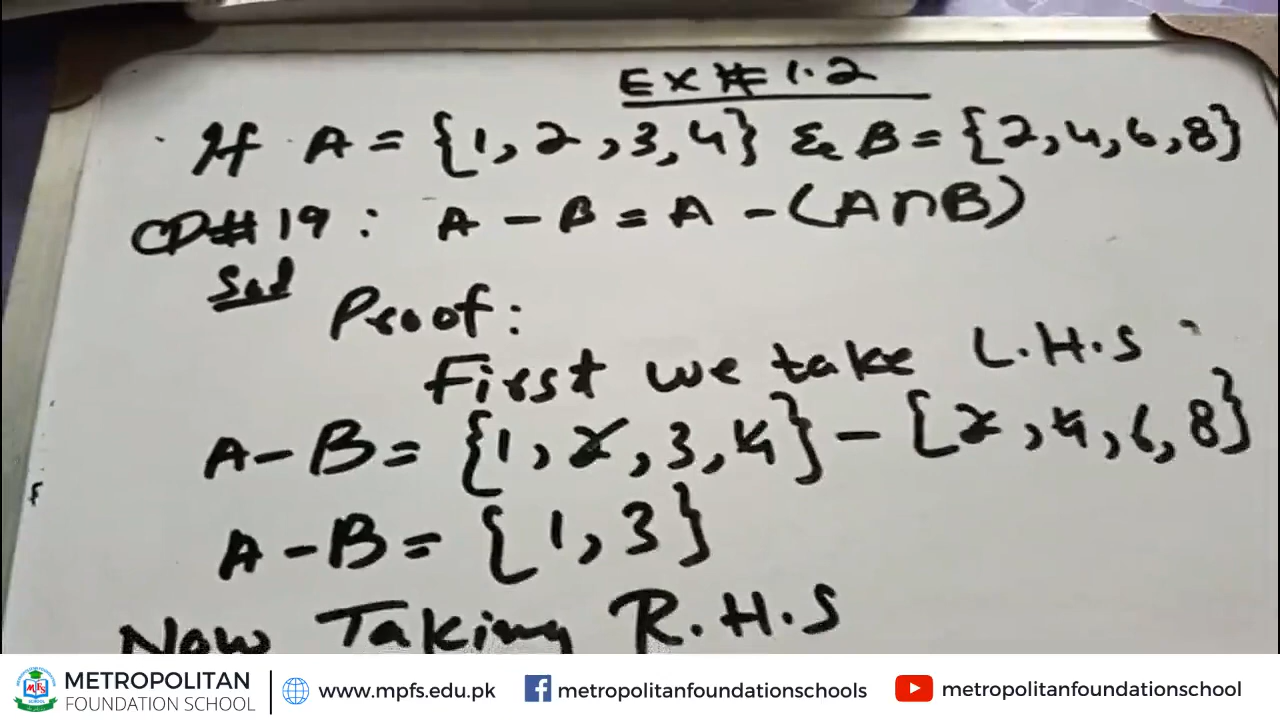 EX # 1.2
If A = {1, 2, 3, 4} & B = {2, 4, 6, 8}
Q# 19 : A - B = A - (A∩B)
Sol
Proof:
First we take L.H.S
A - B = {1, 2, 3, 4} - {2, 4, 6, 8}
A - B = {1, 3}
Now Taking R.H.S
METROPOLITAN
FOUNDATION SCHOOL
www.mpfs.edu.pk
metropolitanfoundationschools
metropolitanfoundationschool